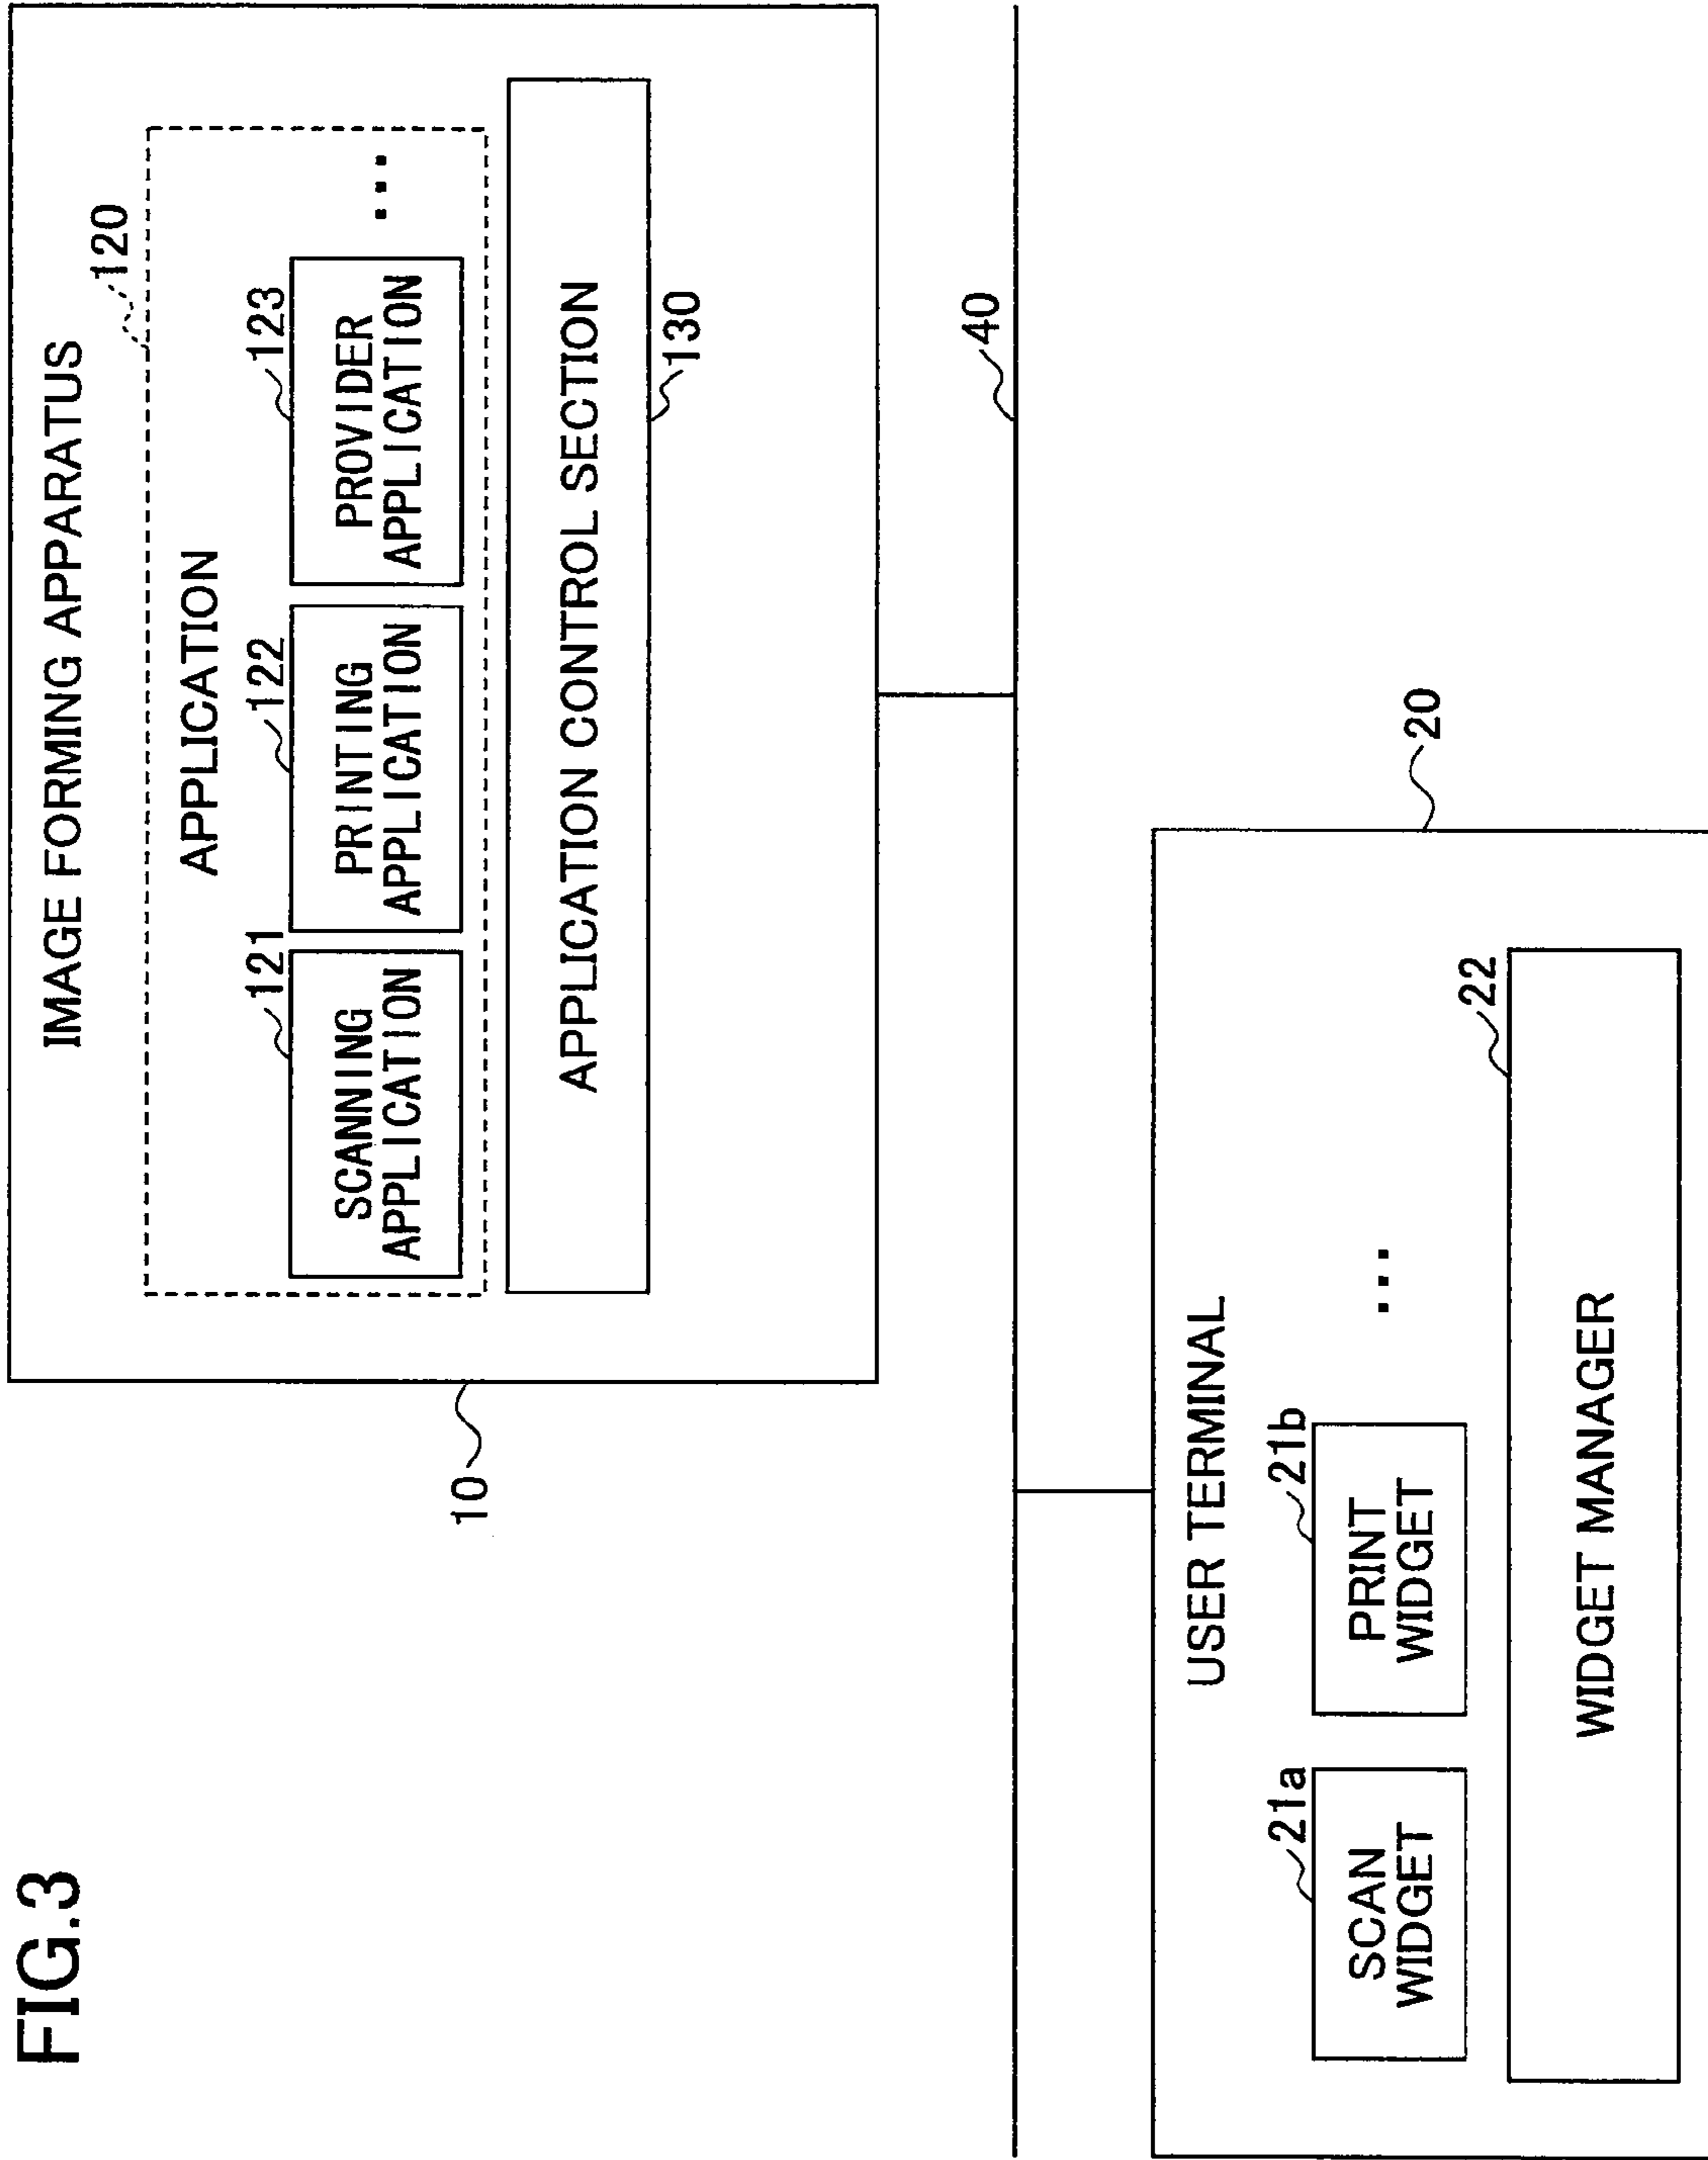 FIG.3
IMAGE FORMING APPARATUS
120
APPLICATION
121
122
123
SCANNING
APPLICATION
PRINTING
APPLICATION
PROVIDER
APPLICATION
...
APPLICATION CONTROL SECTION
130
10
40
USER TERMINAL
20
21a
21b
SCAN
WIDGET
PRINT
WIDGET
...
22
WIDGET MANAGER